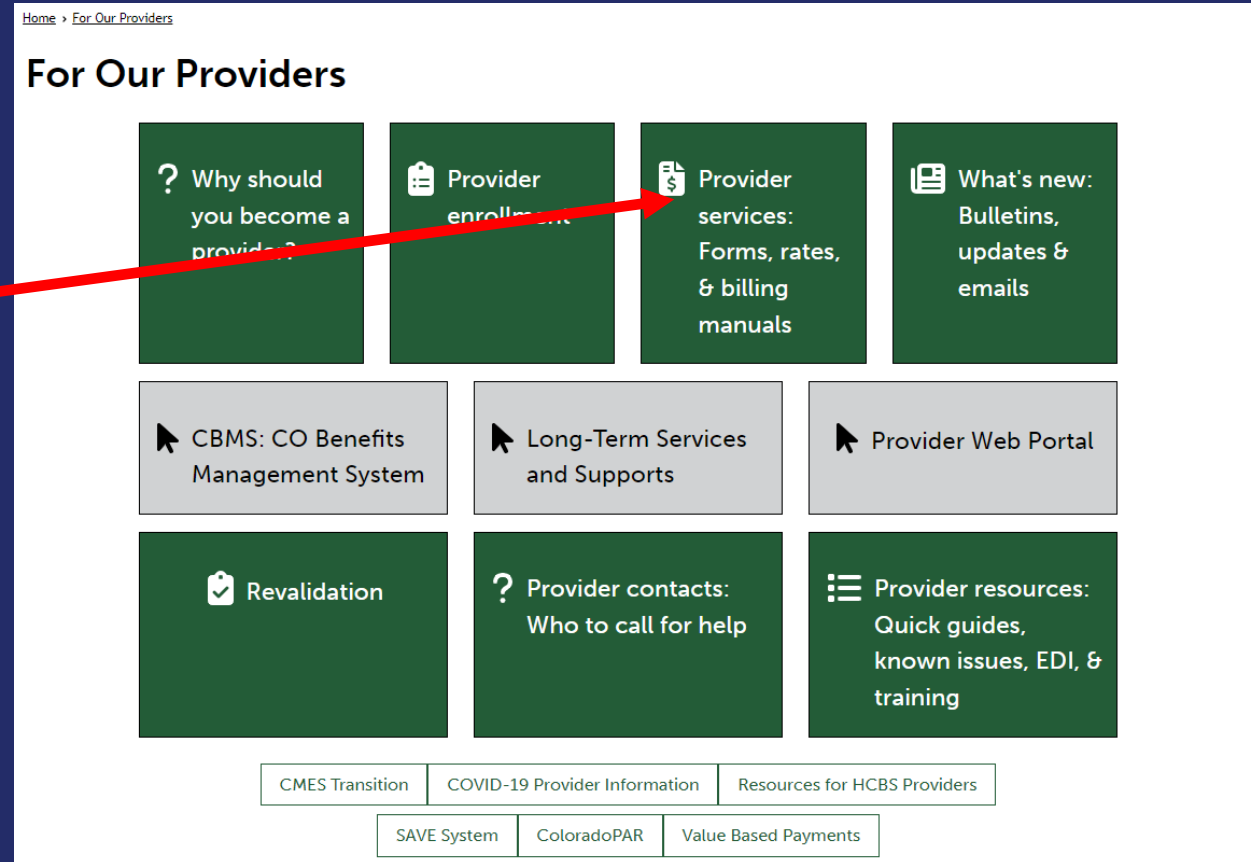 Home › For Our Providers
For Our Providers
Why should
you become a
provider?
Provider
enrollment
Provider
services:
Forms, rates,
& billing
manuals
What's new:
Bulletins,
updates &
emails
CBMS: CO Benefits
Management System
Long-Term Services
and Supports
Provider Web Portal
Revalidation
Provider contacts:
Who to call for help
Provider resources:
Quick guides,
known issues, EDI, &
training
CMES Transition
COVID-19 Provider Information
Resources for HCBS Providers
SAVE System
ColoradoPAR
Value Based Payments